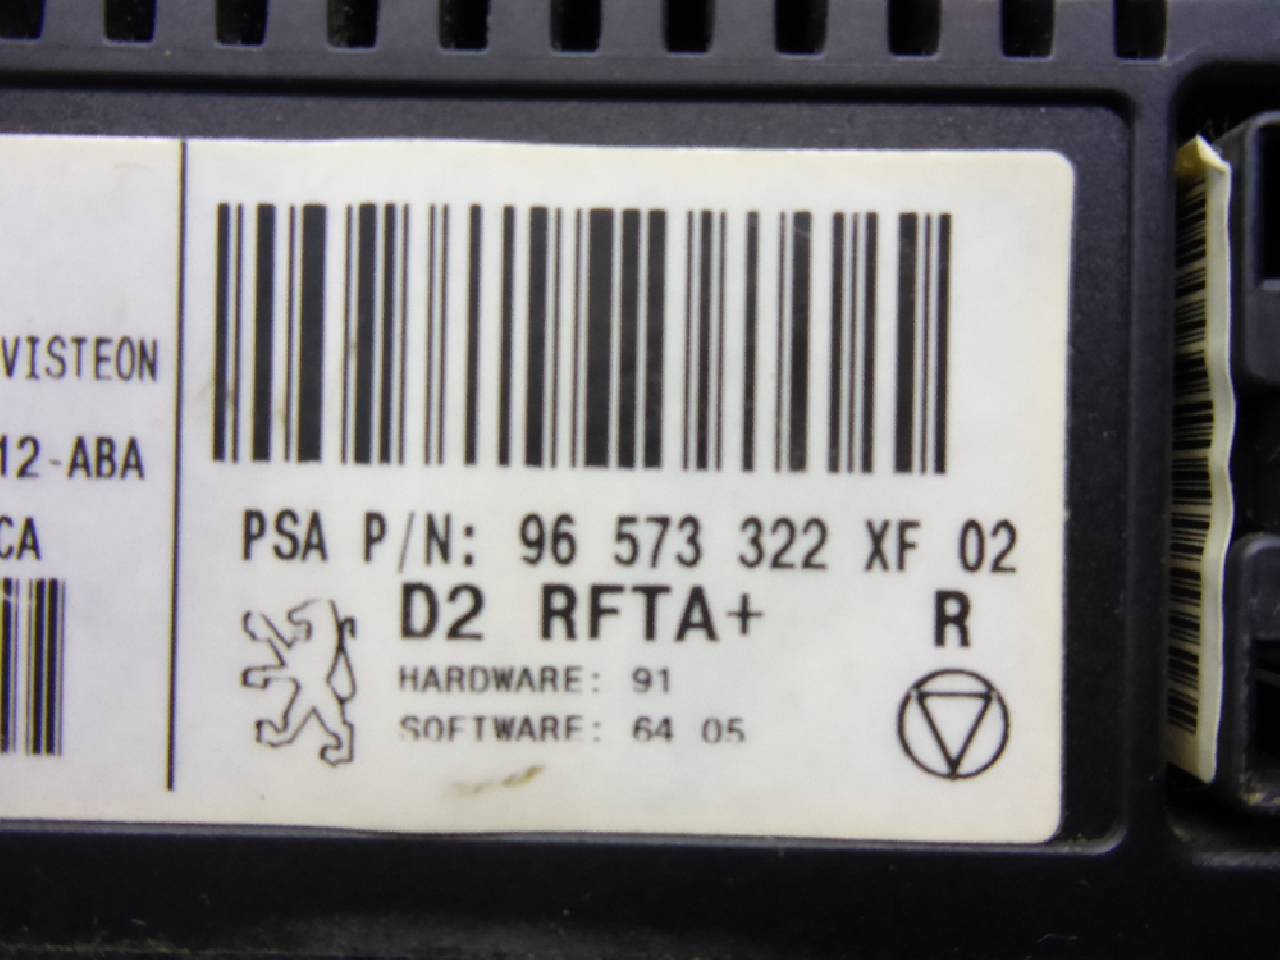 VISTEON
12-ABA
CA
PSA P/N: 96 573 322 XF 02
D2 RFTA+ R
HARDWARE: 91
SOFTWARE: 64 05